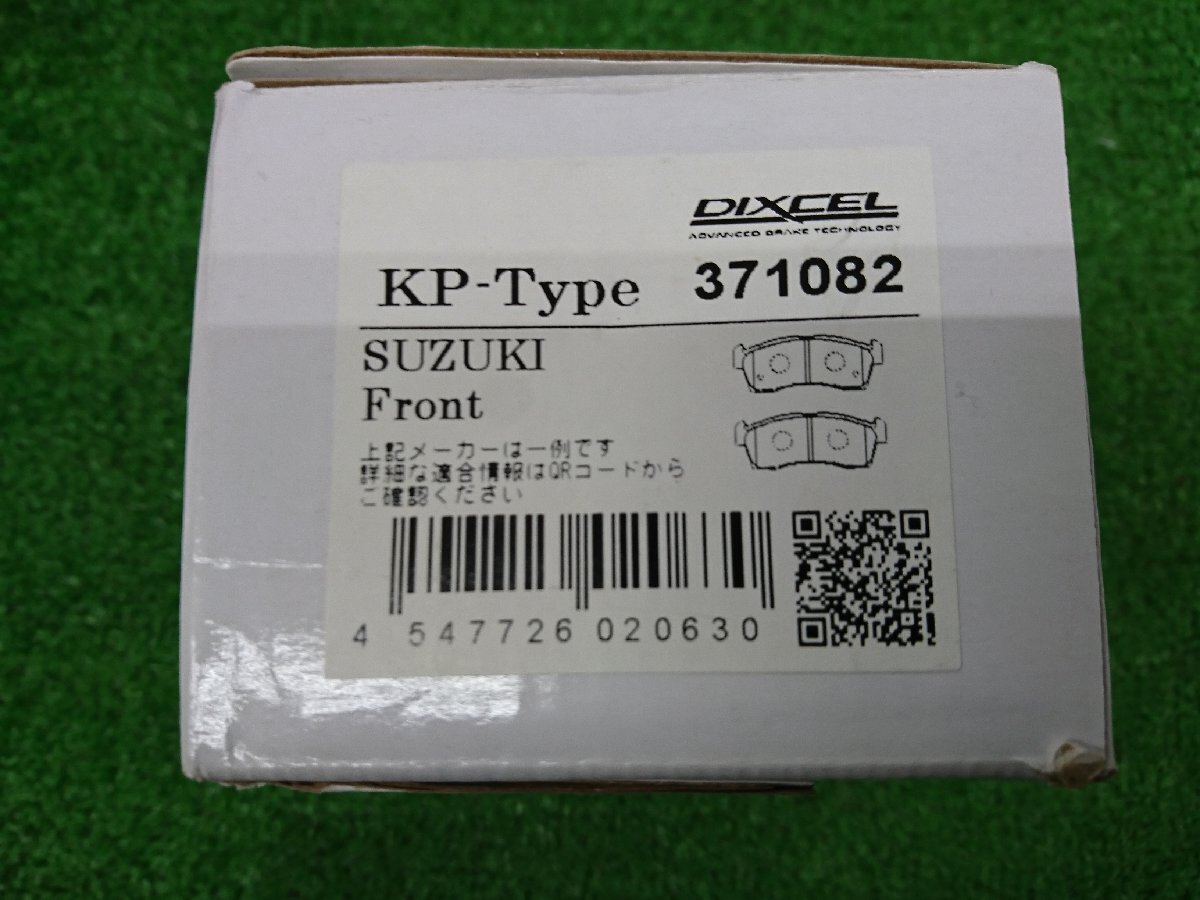 DIXCEL
ADVANCED BRAKE TECHNOLOGY
KP-Type 371082
SUZUKI
Front
上記メーカーは一例です
詳細な適合情報はQRコードから
ご確認ください
4 547726 020630